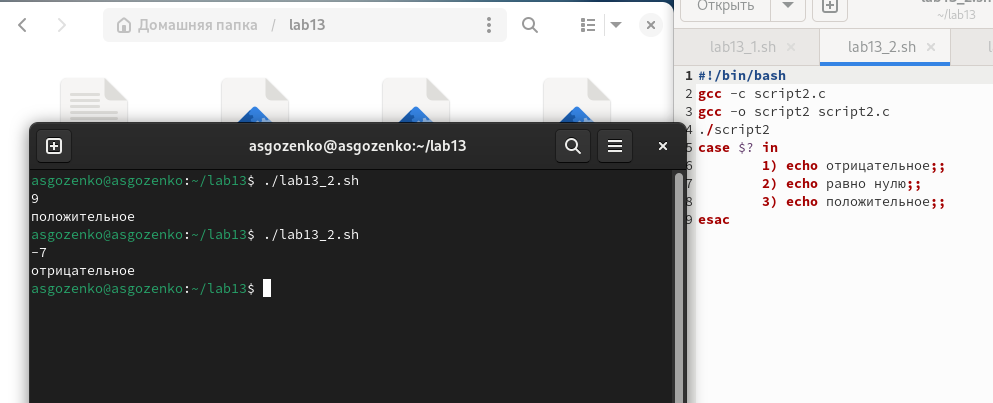 Домашняя папка / lab13
Открыть
~/lab13
lab13_1.sh
lab13_2.sh
1 #!/bin/bash
2 gcc -c script2.c
3 gcc -o script2 script2.c
4 ./script2
5 case $? in
6 1) echo отрицательное;;
7 2) echo равно нулю;;
8 3) echo положительное;;
9 esac
asgozenko@asgozenko:~/lab13
asgozenko@asgozenko:~/lab13$ ./lab13_2.sh
9
положительное
asgozenko@asgozenko:~/lab13$ ./lab13_2.sh
-7
отрицательное
asgozenko@asgozenko:~/lab13$